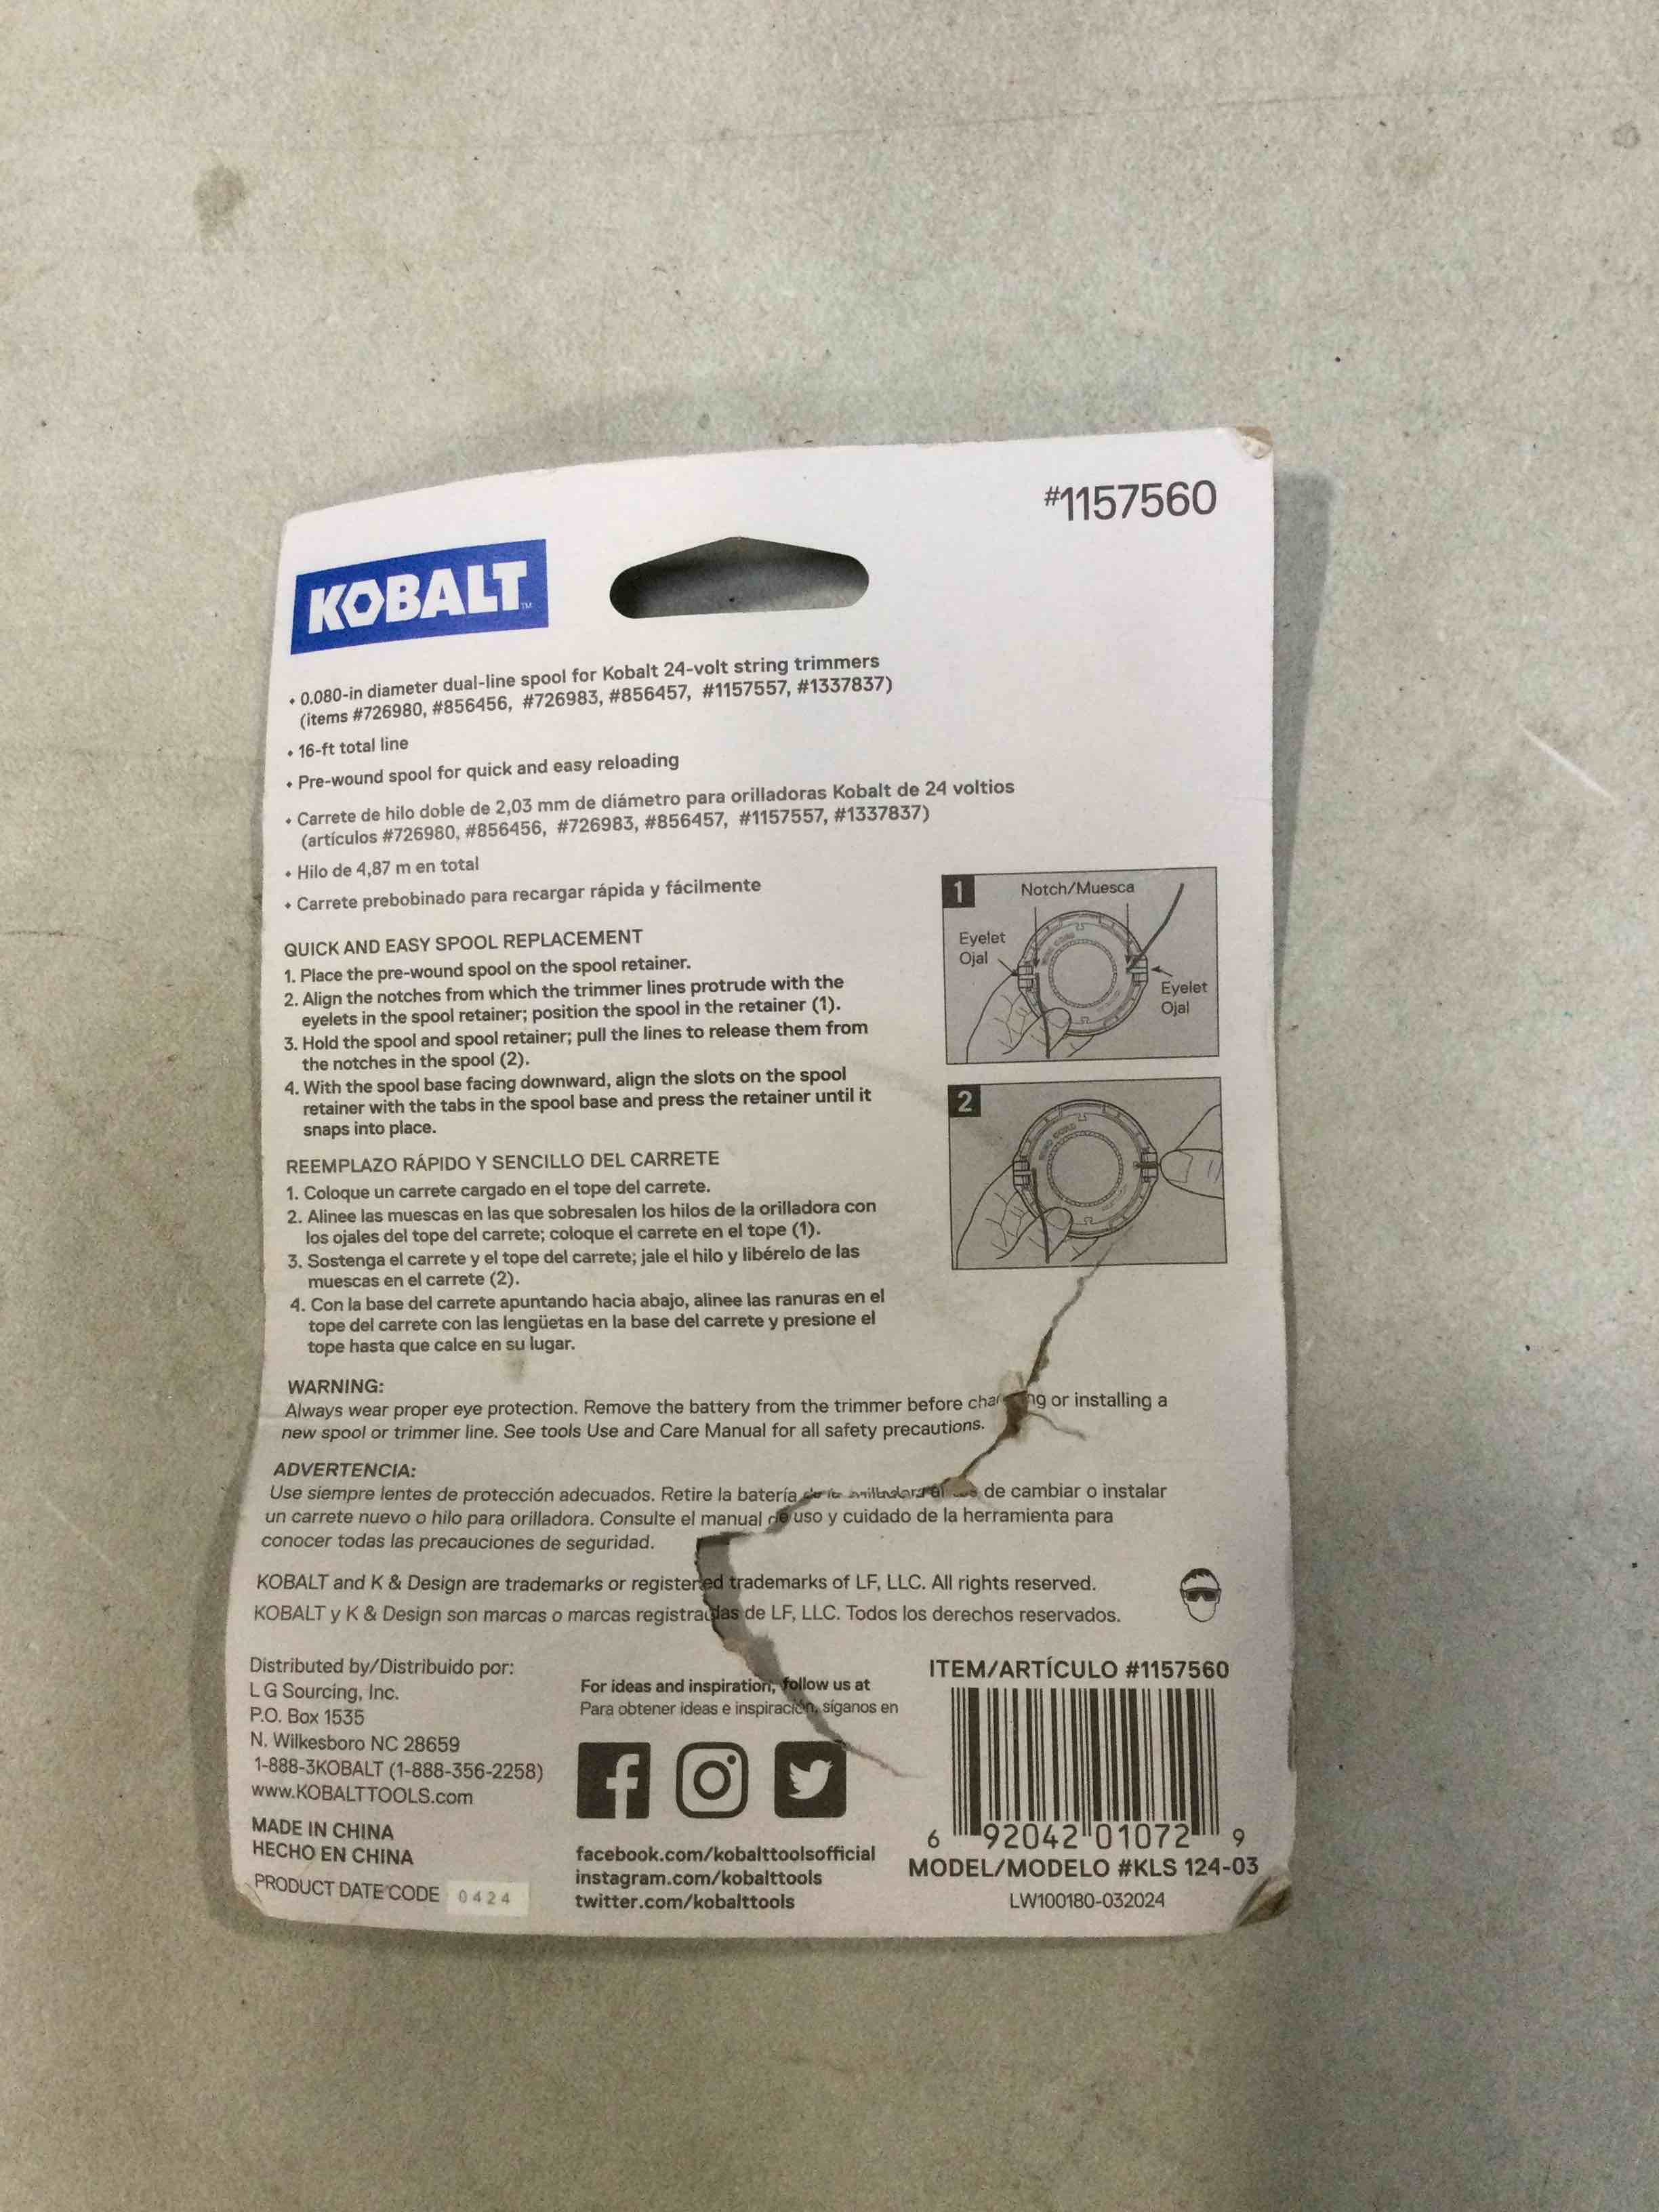 #1157560
KOBALT™
• 0.080-in diameter dual-line spool for Kobalt 24-volt string trimmers
(items #726980, #856456, #726983, #856457, #1157557, #1337837)
• 16-ft total line
• Pre-wound spool for quick and easy reloading
• Carrete de hilo doble de 2,03 mm de diámetro para orilladoras Kobalt de 24 voltios
(artículos #726980, #856456, #726983, #856457, #1157557, #1337837)
• Hilo de 4,87 m en total
• Carrete prebobinado para recargar rápida y fácilmente
QUICK AND EASY SPOOL REPLACEMENT
1. Place the pre-wound spool on the spool retainer.
2. Align the notches from which the trimmer lines protrude with the
eyelets in the spool retainer; position the spool in the retainer (1).
3. Hold the spool and spool retainer; pull the lines to release them from
the notches in the spool (2).
4. With the spool base facing downward, align the slots on the spool
retainer with the tabs in the spool base and press the retainer until it
snaps into place.
1
Notch/Muesca
Eyelet
Ojal
Eyelet
Ojal
2
REEMPLAZO RÁPIDO Y SENCILLO DEL CARRETE
1. Coloque un carrete cargado en el tope del carrete.
2. Alinee las muescas en las que sobresalen los hilos de la orilladora con
los ojales del tope del carrete; coloque el carrete en el tope (1).
3. Sostenga el carrete y el tope del carrete; jale el hilo y libérelo de las
muescas en el carrete (2).
4. Con la base del carrete apuntando hacia abajo, alinee las ranuras en el
tope del carrete con las lengüetas en la base del carrete y presione el
tope hasta que calce en su lugar.
WARNING:
Always wear proper eye protection. Remove the battery from the trimmer before changing or installing a
new spool or trimmer line. See tools Use and Care Manual for all safety precautions.
ADVERTENCIA:
Use siempre lentes de protección adecuados. Retire la batería de cambiar o instalar
un carrete nuevo o hilo para orilladora. Consulte el manual de uso y cuidado de la herramienta para
conocer todas las precauciones de seguridad.
KOBALT and K & Design are trademarks or registered trademarks of LF, LLC. All rights reserved.
KOBALT y K & Design son marcas o marcas registradas de LF, LLC. Todos los derechos reservados.
Distributed by/Distribuido por:
L G Sourcing, Inc.
P.O. Box 1535
N. Wilkesboro NC 28659
1-888-3KOBALT (1-888-356-2258)
www.KOBALTTOOLS.com
MADE IN CHINA
HECHO EN CHINA
PRODUCT DATE CODE 0424
For ideas and inspiration, follow us at
Para obtener ideas e inspiración, síganos en
facebook.com/kobalttoolsofficial
instagram.com/kobalttools
twitter.com/kobalttools
ITEM/ARTÍCULO #1157560
6 92042 01072 9
MODEL/MODELO #KLS 124-03
LW100180-032024